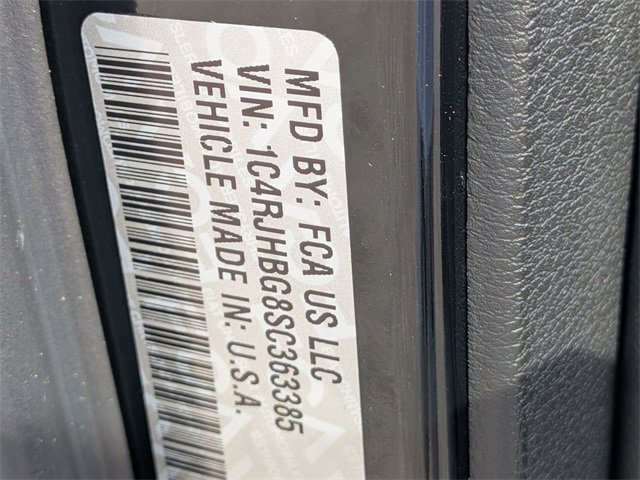 MFD BY: FCA US LLC
VIN: 1C4RJHBG8SC363385
VEHICLE MADE IN: U.S.A.